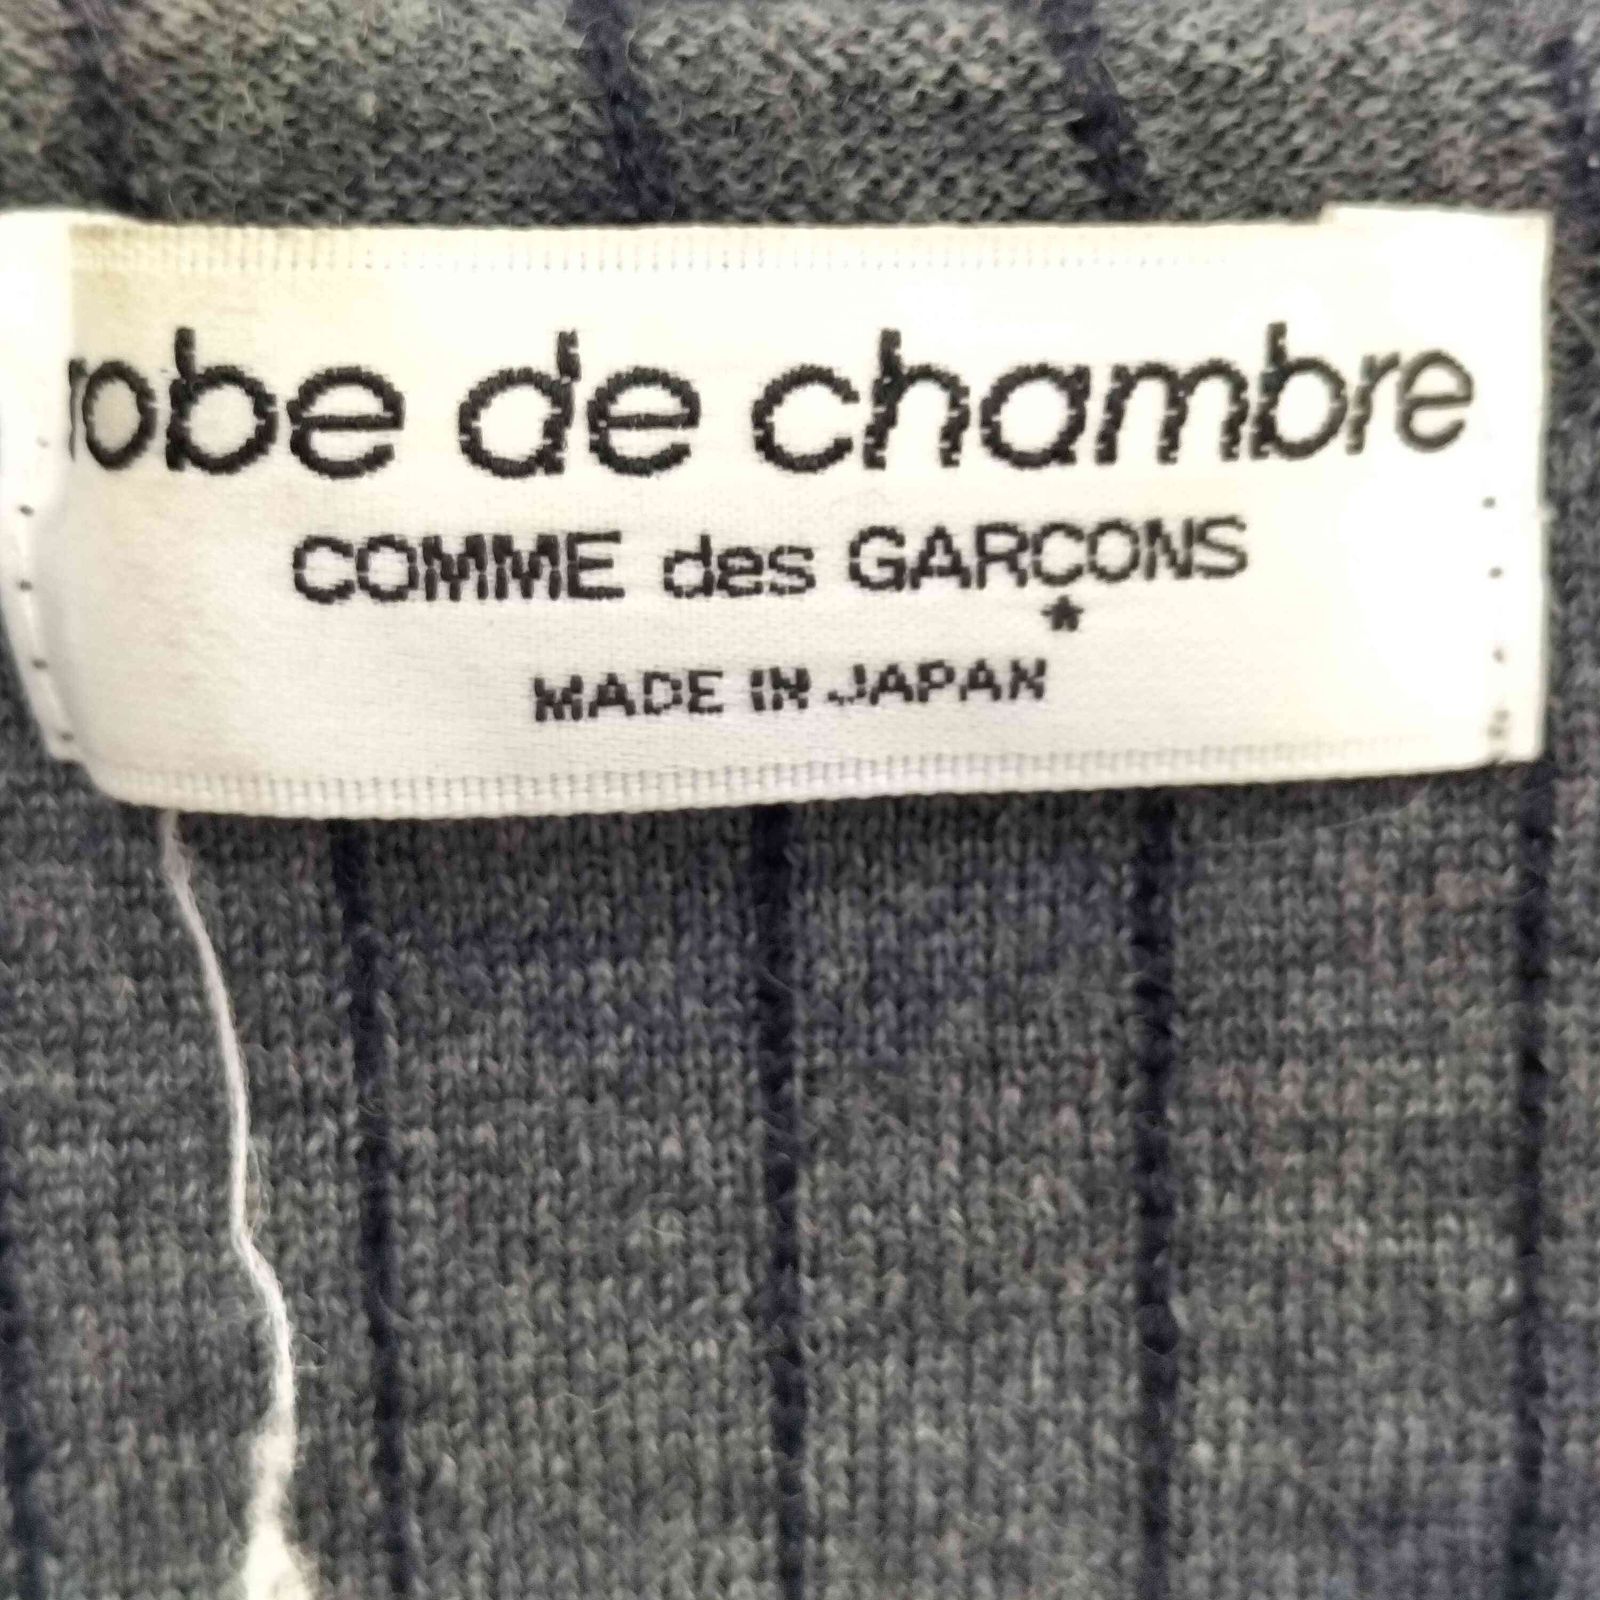 robe de chambre
COMME des GARÇONS
*
MADE IN JAPAN